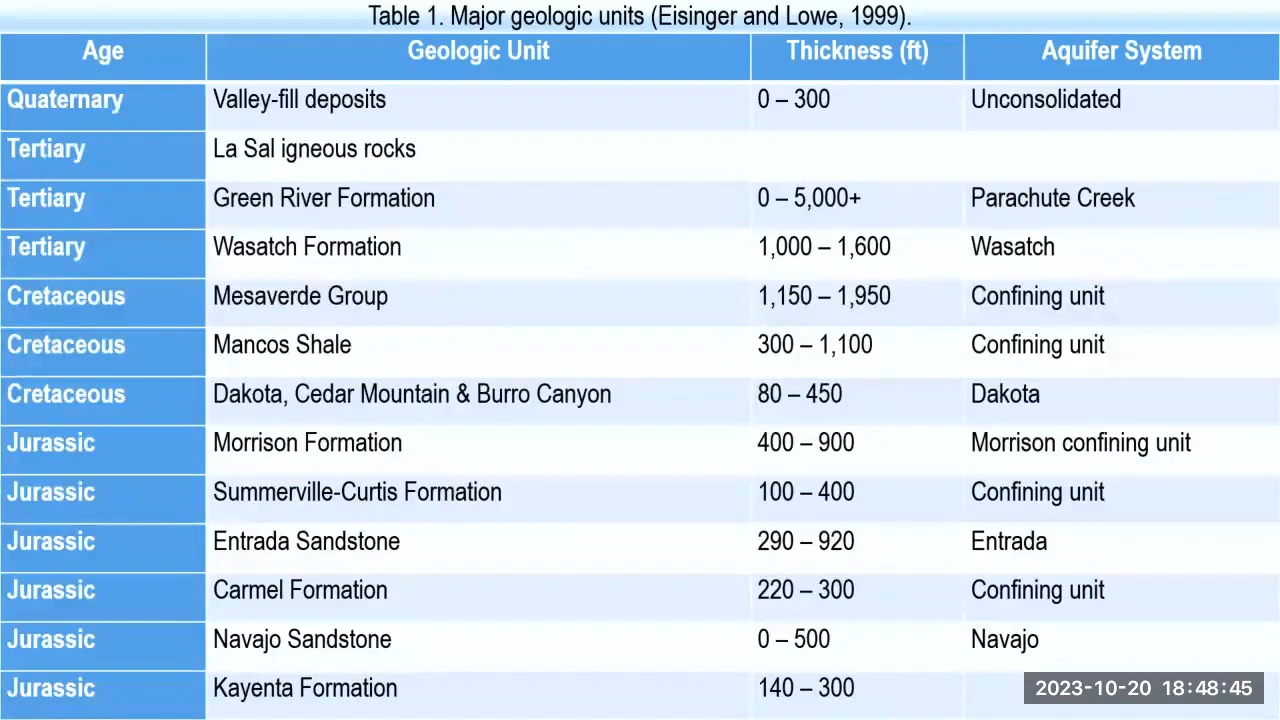 Table 1. Major geologic units (Eisinger and Lowe, 1999).
Age Geologic Unit Thickness (ft) Aquifer System
Quaternary Valley-fill deposits 0 – 300 Unconsolidated
Tertiary La Sal igneous rocks
Tertiary Green River Formation 0 – 5,000+ Parachute Creek
Tertiary Wasatch Formation 1,000 – 1,600 Wasatch
Cretaceous Mesaverde Group 1,150 – 1,950 Confining unit
Cretaceous Mancos Shale 300 – 1,100 Confining unit
Cretaceous Dakota, Cedar Mountain & Burro Canyon 80 – 450 Dakota
Jurassic Morrison Formation 400 – 900 Morrison confining unit
Jurassic Summerville-Curtis Formation 100 – 400 Confining unit
Jurassic Entrada Sandstone 290 – 920 Entrada
Jurassic Carmel Formation 220 – 300 Confining unit
Jurassic Navajo Sandstone 0 – 500 Navajo
Jurassic Kayenta Formation 140 – 300
2023-10-20 18:48:45